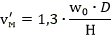 v′ₘ = 1,3 · w₀ · D / H